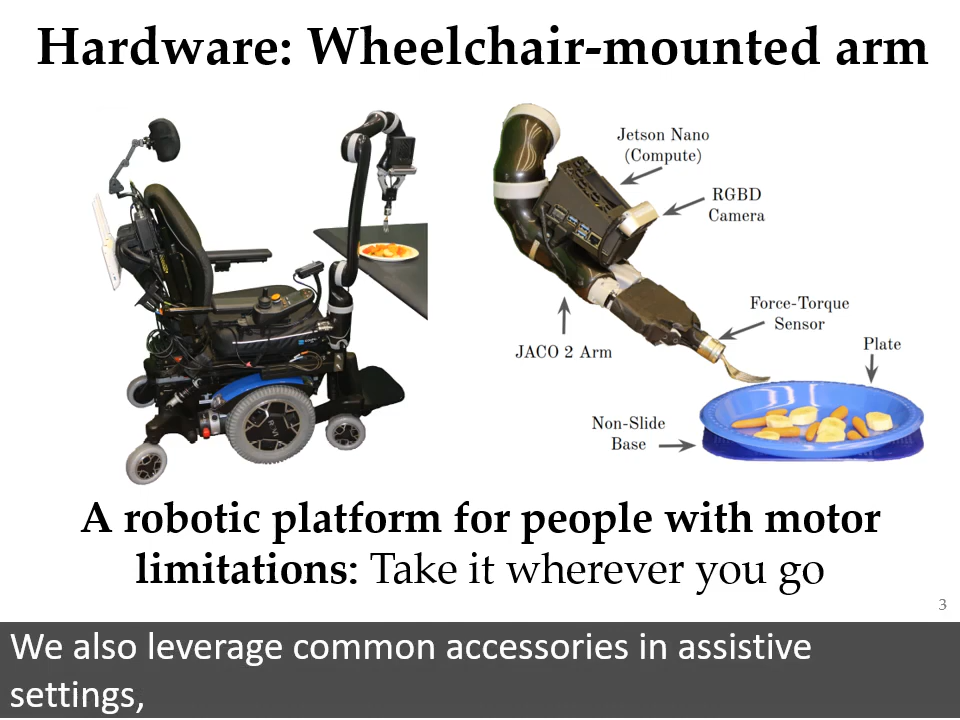 Hardware: Wheelchair-mounted arm
Jetson Nano
(Compute)
RGBD
Camera
Force-Torque
Sensor
JACO 2 Arm
Plate
Non-Slide
Base
A robotic platform for people with motor
limitations: Take it wherever you go
3
We also leverage common accessories in assistive
settings,